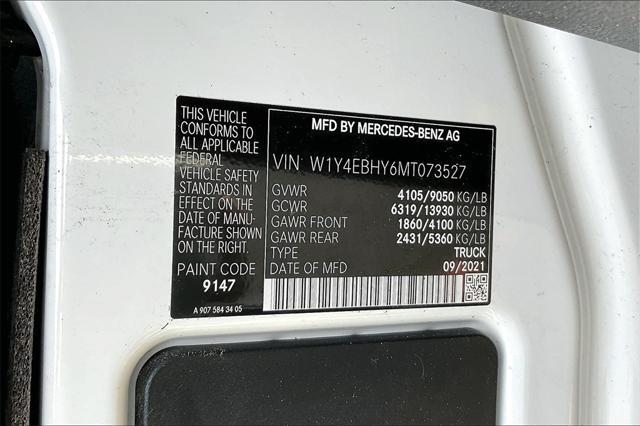 THIS VEHICLE
CONFORMS TO
ALL APPLICABLE
FEDERAL
VEHICLE SAFETY
STANDARDS IN
EFFECT ON THE
DATE OF MANU-
FACTURE SHOWN
ON THE RIGHT.
PAINT CODE
9147
A 907 584 34 05
MFD BY MERCEDES-BENZ AG
VIN W1Y4EBHY6MT073527
GVWR 4105/9050 KG/LB
GCWR 6319/13930 KG/LB
GAWR FRONT 1860/4100 KG/LB
GAWR REAR 2431/5360 KG/LB
TYPE TRUCK
DATE OF MFD 09/2021